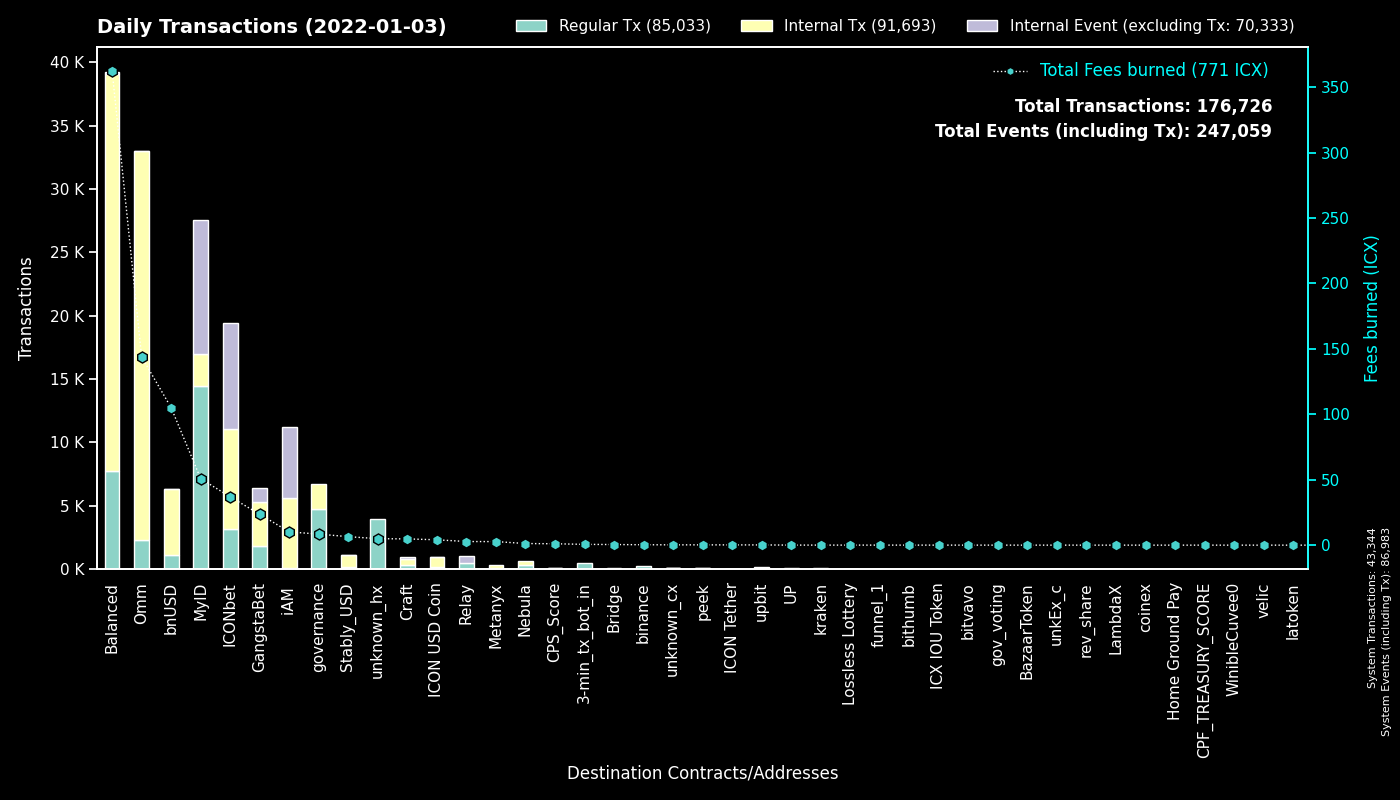 Daily Transactions (2022-01-03)
Regular Tx (85,033)
Internal Tx (91,693)
Internal Event (excluding Tx: 70,333)
Total Fees burned (771 ICX)
Total Transactions: 176,726
Total Events (including Tx): 247,059
Transactions
40 K
35 K
30 K
25 K
20 K
15 K
10 K
5 K
0 K
Fees burned (ICX)
350
300
250
200
150
100
50
0
Balanced
Omm
bnUSD
MyID
ICONbet
GangstaBet
iAM
governance
Stably_USD
unknown_hx
Craft
ICON USD Coin
Relay
Metanyx
Nebula
CPS_Score
3-min_tx_bot_in
Bridge
binance
unknown_cx
peek
ICON Tether
upbit
UP
kraken
Lossless Lottery
funnel_1
bithumb
ICX IOU Token
bitvavo
gov_voting
BazaarToken
unkEx_c
rev_share
LambdaX
coinex
Home Ground Pay
CPF_TREASURY_SCORE
WinibleCuvee0
velic
latoken
Destination Contracts/Addresses
System Transactions: 43,344
System Events (including Tx): 86,983